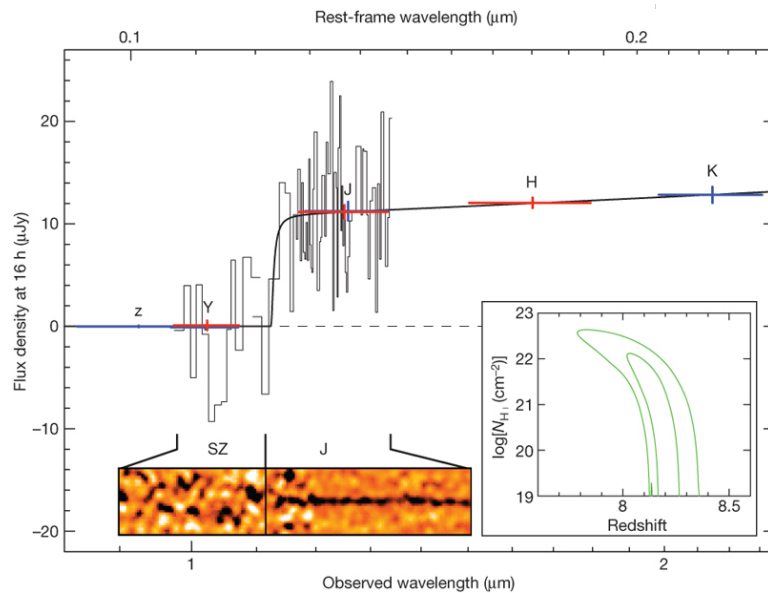 Rest-frame wavelength (μm)
0.1
0.2
20
10
0
−10
−20
Flux density at 16 h (μJy)
z
Y
J
H
K
SZ
J
23
22
21
20
19
log[N_H I (cm⁻²)]
8
8.5
Redshift
1
2
Observed wavelength (μm)